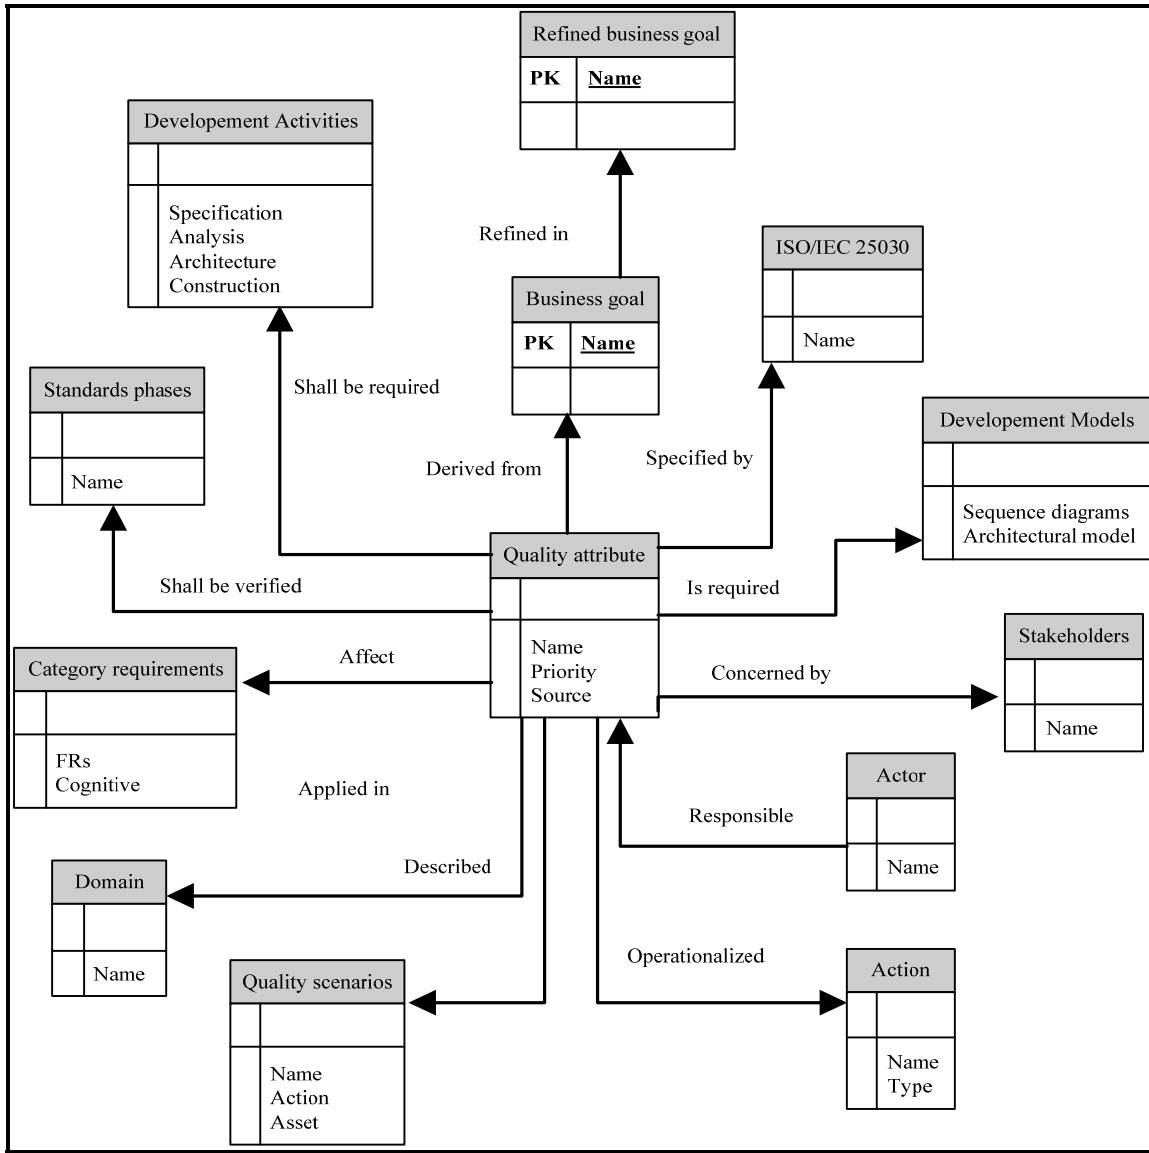 Refined business goal
PK Name
Developement Activities
Specification
Analysis
Architecture
Construction
Refined in
ISO/IEC 25030
Name
Business goal
PK Name
Shall be required
Standards phases
Name
Derived from
Specified by
Developement Models
Sequence diagrams
Architectural model
Quality attribute
Name
Priority
Source
Shall be verified
Is required
Stakeholders
Name
Category requirements
FRs
Cognitive
Affect
Concerned by
Applied in
Responsible
Actor
Name
Described
Domain
Name
Operationalized
Quality scenarios
Name
Action
Asset
Action
Name
Type